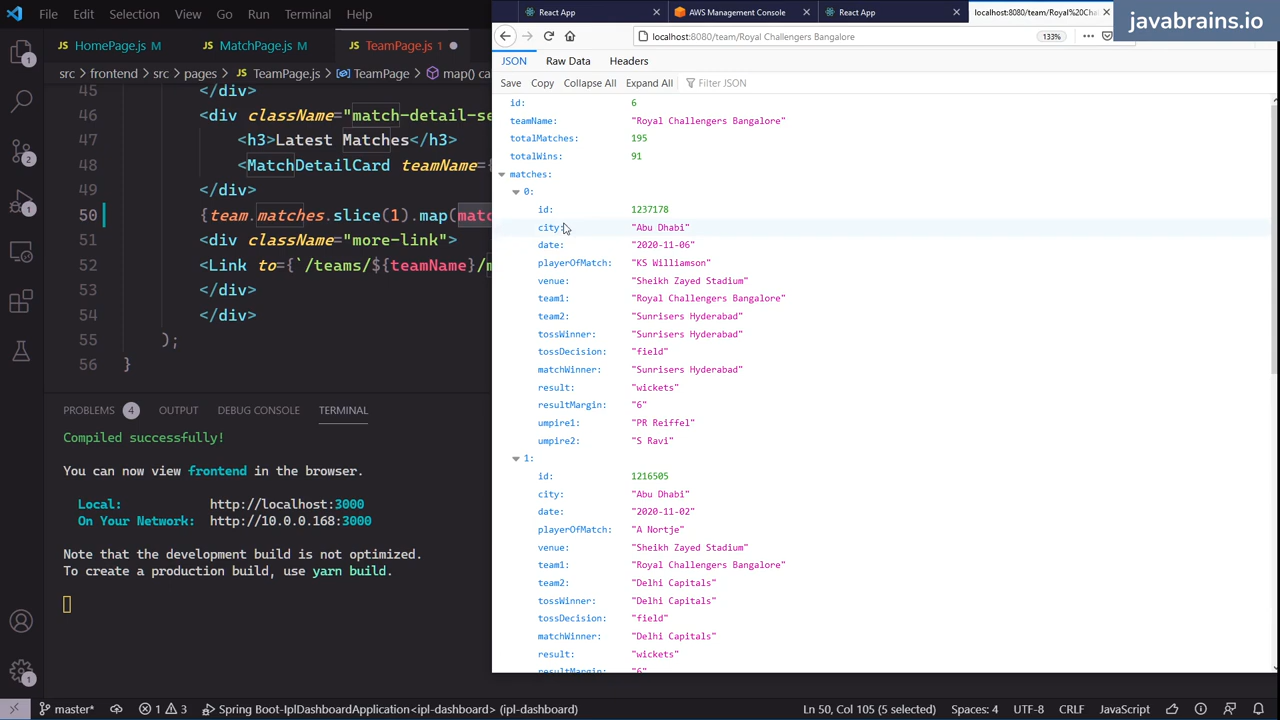 File Edit Selection
React App
AWS Management Console
React App
localhost:8080/team/Royal%20Cha
javabrains.io
HomePage.js M
MatchPage.js M
TeamPage.js 1
localhost:8080/team/Royal Challengers Bangalore
133%
JSON Raw Data Headers
Save Copy Collapse All Expand All Filter JSON
src > frontend > src > pages > TeamPage.js > TeamPage > map() ca
45 </div>
46 <div className="match-detail-se
47 <h3>Latest Matches</h3>
48 <MatchDetailCard teamName={
49 </div>
50 {team.matches.slice(1).map(matc
51 <div className="more-link">
52 <Link to={`/teams/${teamName}/m
53 </div>
54 </div>
55 );
56 }
PROBLEMS 4 OUTPUT DEBUG CONSOLE TERMINAL
Compiled successfully!
You can now view frontend in the browser.
Local: http://localhost:3000
On Your Network: http://10.0.0.168:3000
Note that the development build is not optimized.
To create a production build, use yarn build.
id: 6
teamName: "Royal Challengers Bangalore"
totalMatches: 195
totalWins: 91
matches:
0:
id: 1237178
city: "Abu Dhabi"
date: "2020-11-06"
playerOfMatch: "KS Williamson"
venue: "Sheikh Zayed Stadium"
team1: "Royal Challengers Bangalore"
team2: "Sunrisers Hyderabad"
tossWinner: "Sunrisers Hyderabad"
tossDecision: "field"
matchWinner: "Sunrisers Hyderabad"
result: "wickets"
resultMargin: "6"
umpire1: "PR Reiffel"
umpire2: "S Ravi"
1:
id: 1216505
city: "Abu Dhabi"
date: "2020-11-02"
playerOfMatch: "A Nortje"
venue: "Sheikh Zayed Stadium"
team1: "Royal Challengers Bangalore"
team2: "Delhi Capitals"
tossWinner: "Delhi Capitals"
tossDecision: "field"
matchWinner: "Delhi Capitals"
result: "wickets"
resultMargin: "6"
1
2
1
1
master* 1 3 Spring Boot-IplDashboardApplication<ipl-dashboard> (ipl-dashboard) Ln 50, Col 105 (5 selected) Spaces: 4 UTF-8 CRLF JavaScript